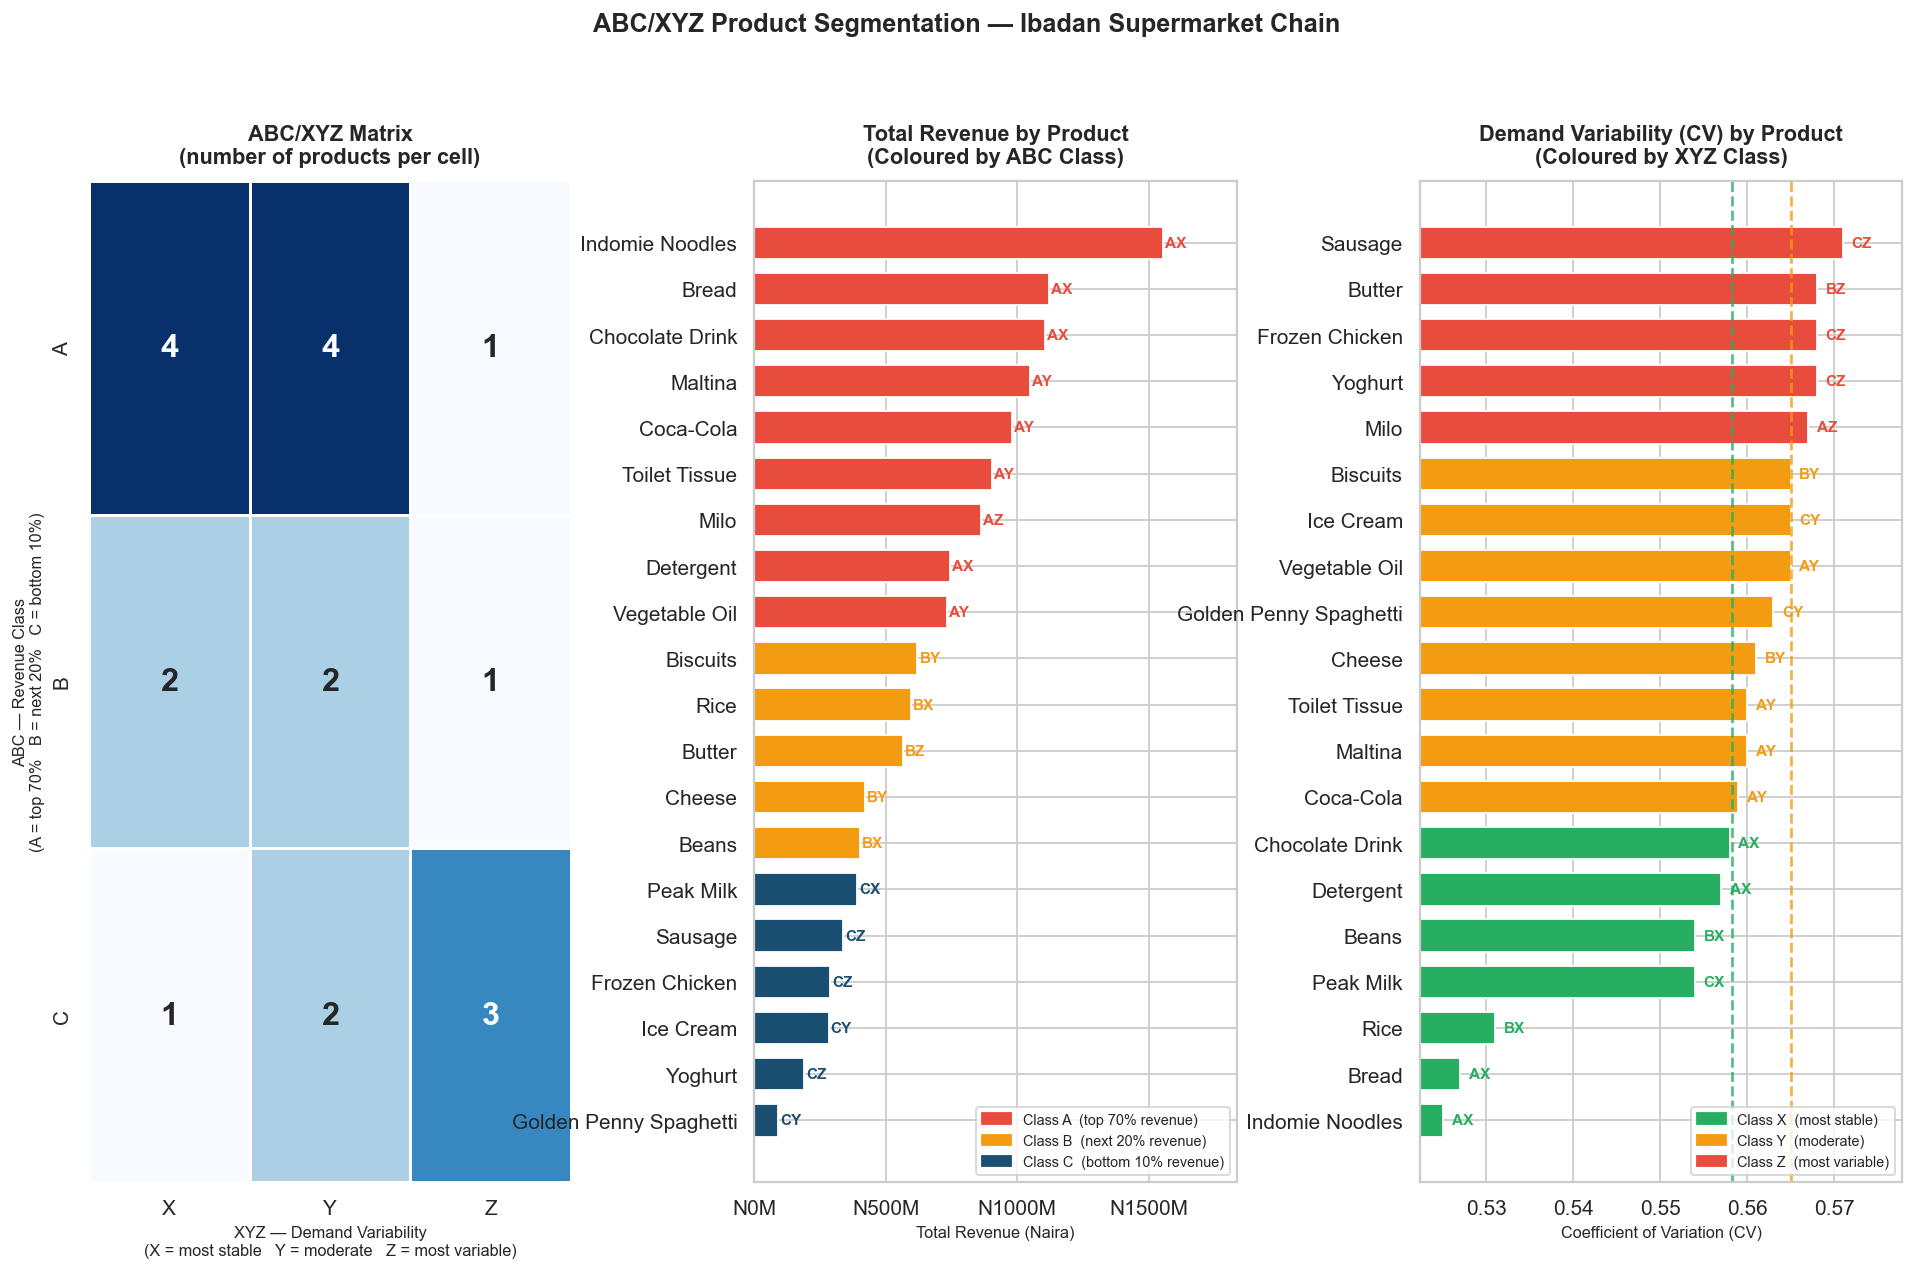 ABC/XYZ Product Segmentation — Ibadan Supermarket Chain
ABC/XYZ Matrix
(number of products per cell)
ABC — Revenue Class
(A = top 70%   B = next 20%   C = bottom 10%)
A
4
4
1
B
2
2
1
C
1
2
3
X
Y
Z
XYZ — Demand Variability
(X = most stable   Y = moderate   Z = most variable)
Total Revenue by Product
(Coloured by ABC Class)
Indomie Noodles AX
Bread AX
Chocolate Drink AX
Maltina AY
Coca-Cola AY
Toilet Tissue AY
Milo AZ
Detergent AX
Vegetable Oil AY
Biscuits BY
Rice BX
Butter BZ
Cheese BY
Beans BX
Peak Milk CX
Sausage CZ
Frozen Chicken CZ
Ice Cream CY
Yoghurt CZ
Golden Penny Spaghetti CY
Class A  (top 70% revenue)
Class B  (next 20% revenue)
Class C  (bottom 10% revenue)
N0M
N500M
N1000M
N1500M
Total Revenue (Naira)
Demand Variability (CV) by Product
(Coloured by XYZ Class)
Sausage CZ
Butter BZ
Frozen Chicken CZ
Yoghurt CZ
Milo AZ
Biscuits BY
Ice Cream CY
Vegetable Oil AY
Golden Penny Spaghetti CY
Cheese BY
Toilet Tissue AY
Maltina AY
Coca-Cola AY
Chocolate Drink AX
Detergent AX
Beans BX
Peak Milk CX
Rice BX
Bread AX
Indomie Noodles AX
Class X  (most stable)
Class Y  (moderate)
Class Z  (most variable)
0.53
0.54
0.55
0.56
0.57
Coefficient of Variation (CV)